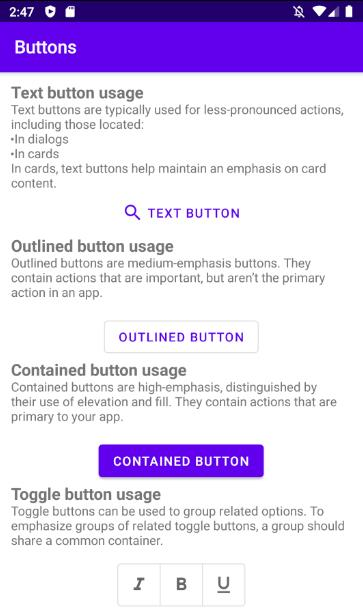 2:47
Buttons
Text button usage
Text buttons are typically used for less-pronounced actions,
including those located:
•In dialogs
•In cards
In cards, text buttons help maintain an emphasis on card
content.
TEXT BUTTON
Outlined button usage
Outlined buttons are medium-emphasis buttons. They
contain actions that are important, but aren't the primary
action in an app.
OUTLINED BUTTON
Contained button usage
Contained buttons are high-emphasis, distinguished by
their use of elevation and fill. They contain actions that are
primary to your app.
CONTAINED BUTTON
Toggle button usage
Toggle buttons can be used to group related options. To
emphasize groups of related toggle buttons, a group should
share a common container.
I B U